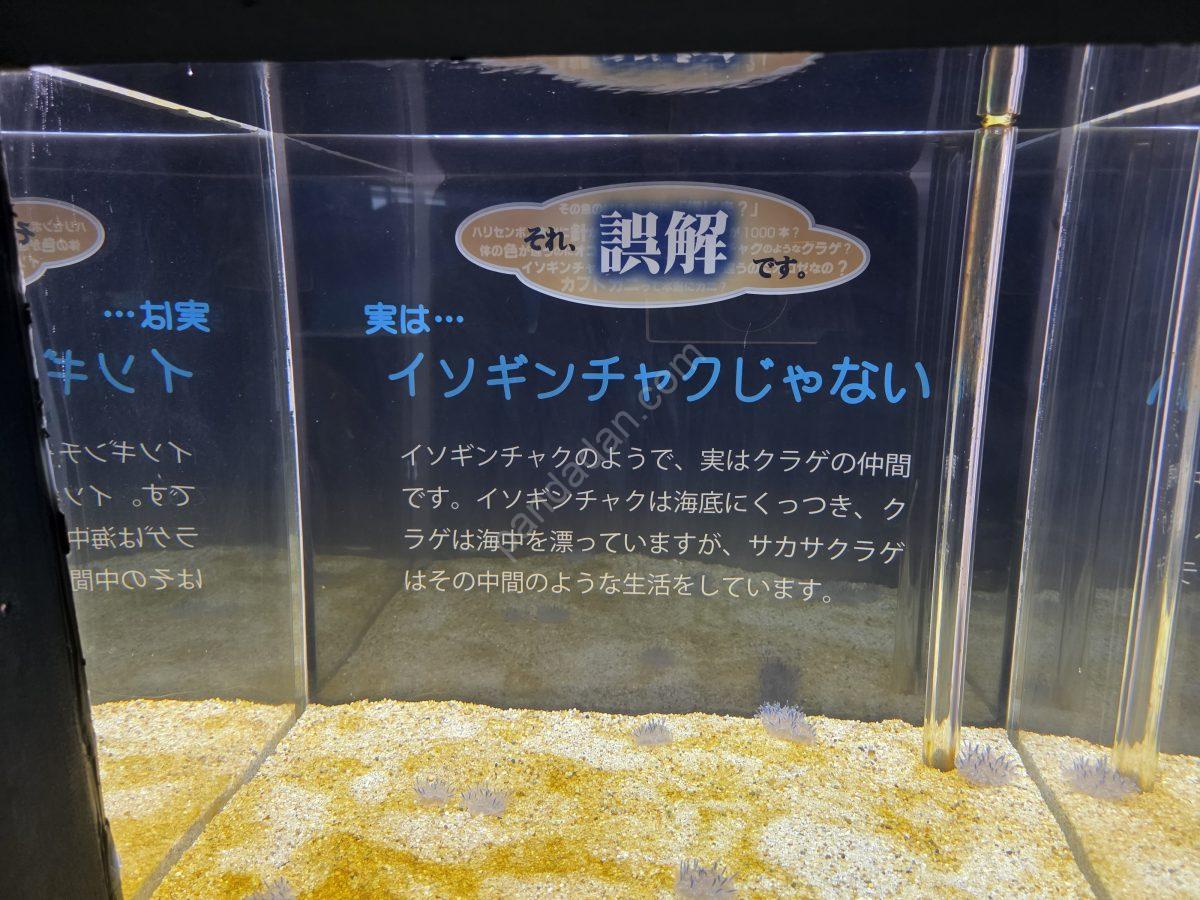 それ、誤解です。
実は…
イソギンチャクじゃない
イソギンチャクのようで、実はクラゲの仲間
です。イソギンチャクは海底にくっつき、ク
ラゲは海中を漂っていますが、サカサクラゲ
はその中間のような生活をしています。
pandadan.com